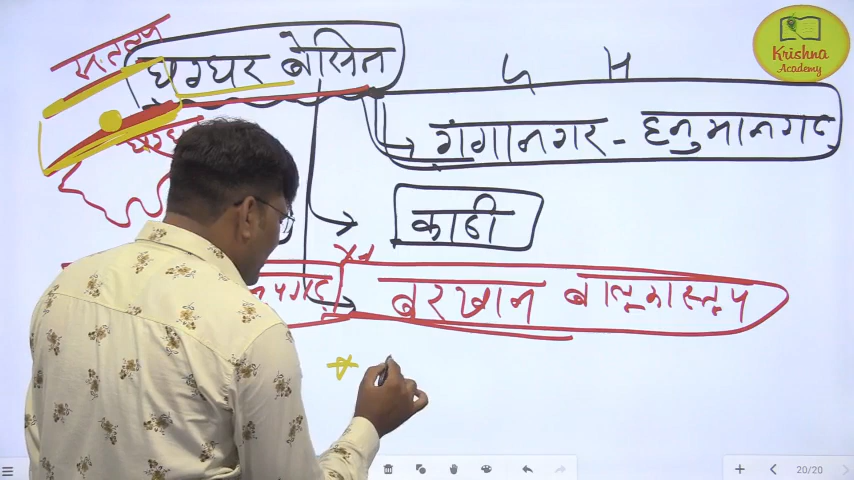 घग्घर बेसिन
Krishna
Academy
गंगानगर - हनुमानगढ़
काठी
बरखान बालूकास्तूप
20/20